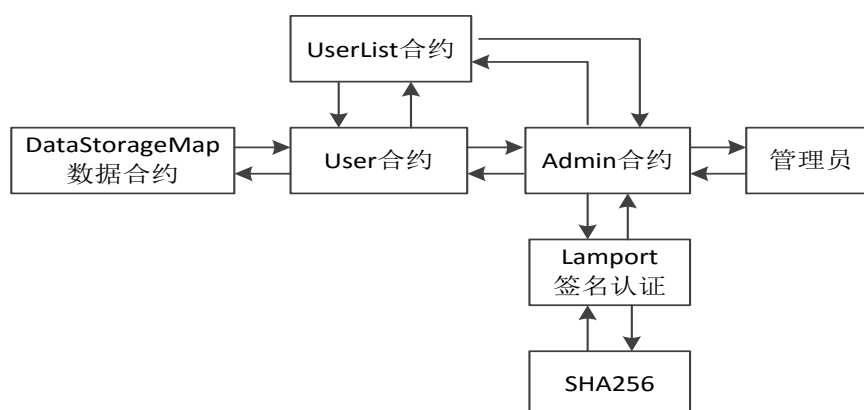 UserList合约
DataStorageMap
数据合约
User合约
Admin合约
管理员
Lamport
签名认证
SHA256